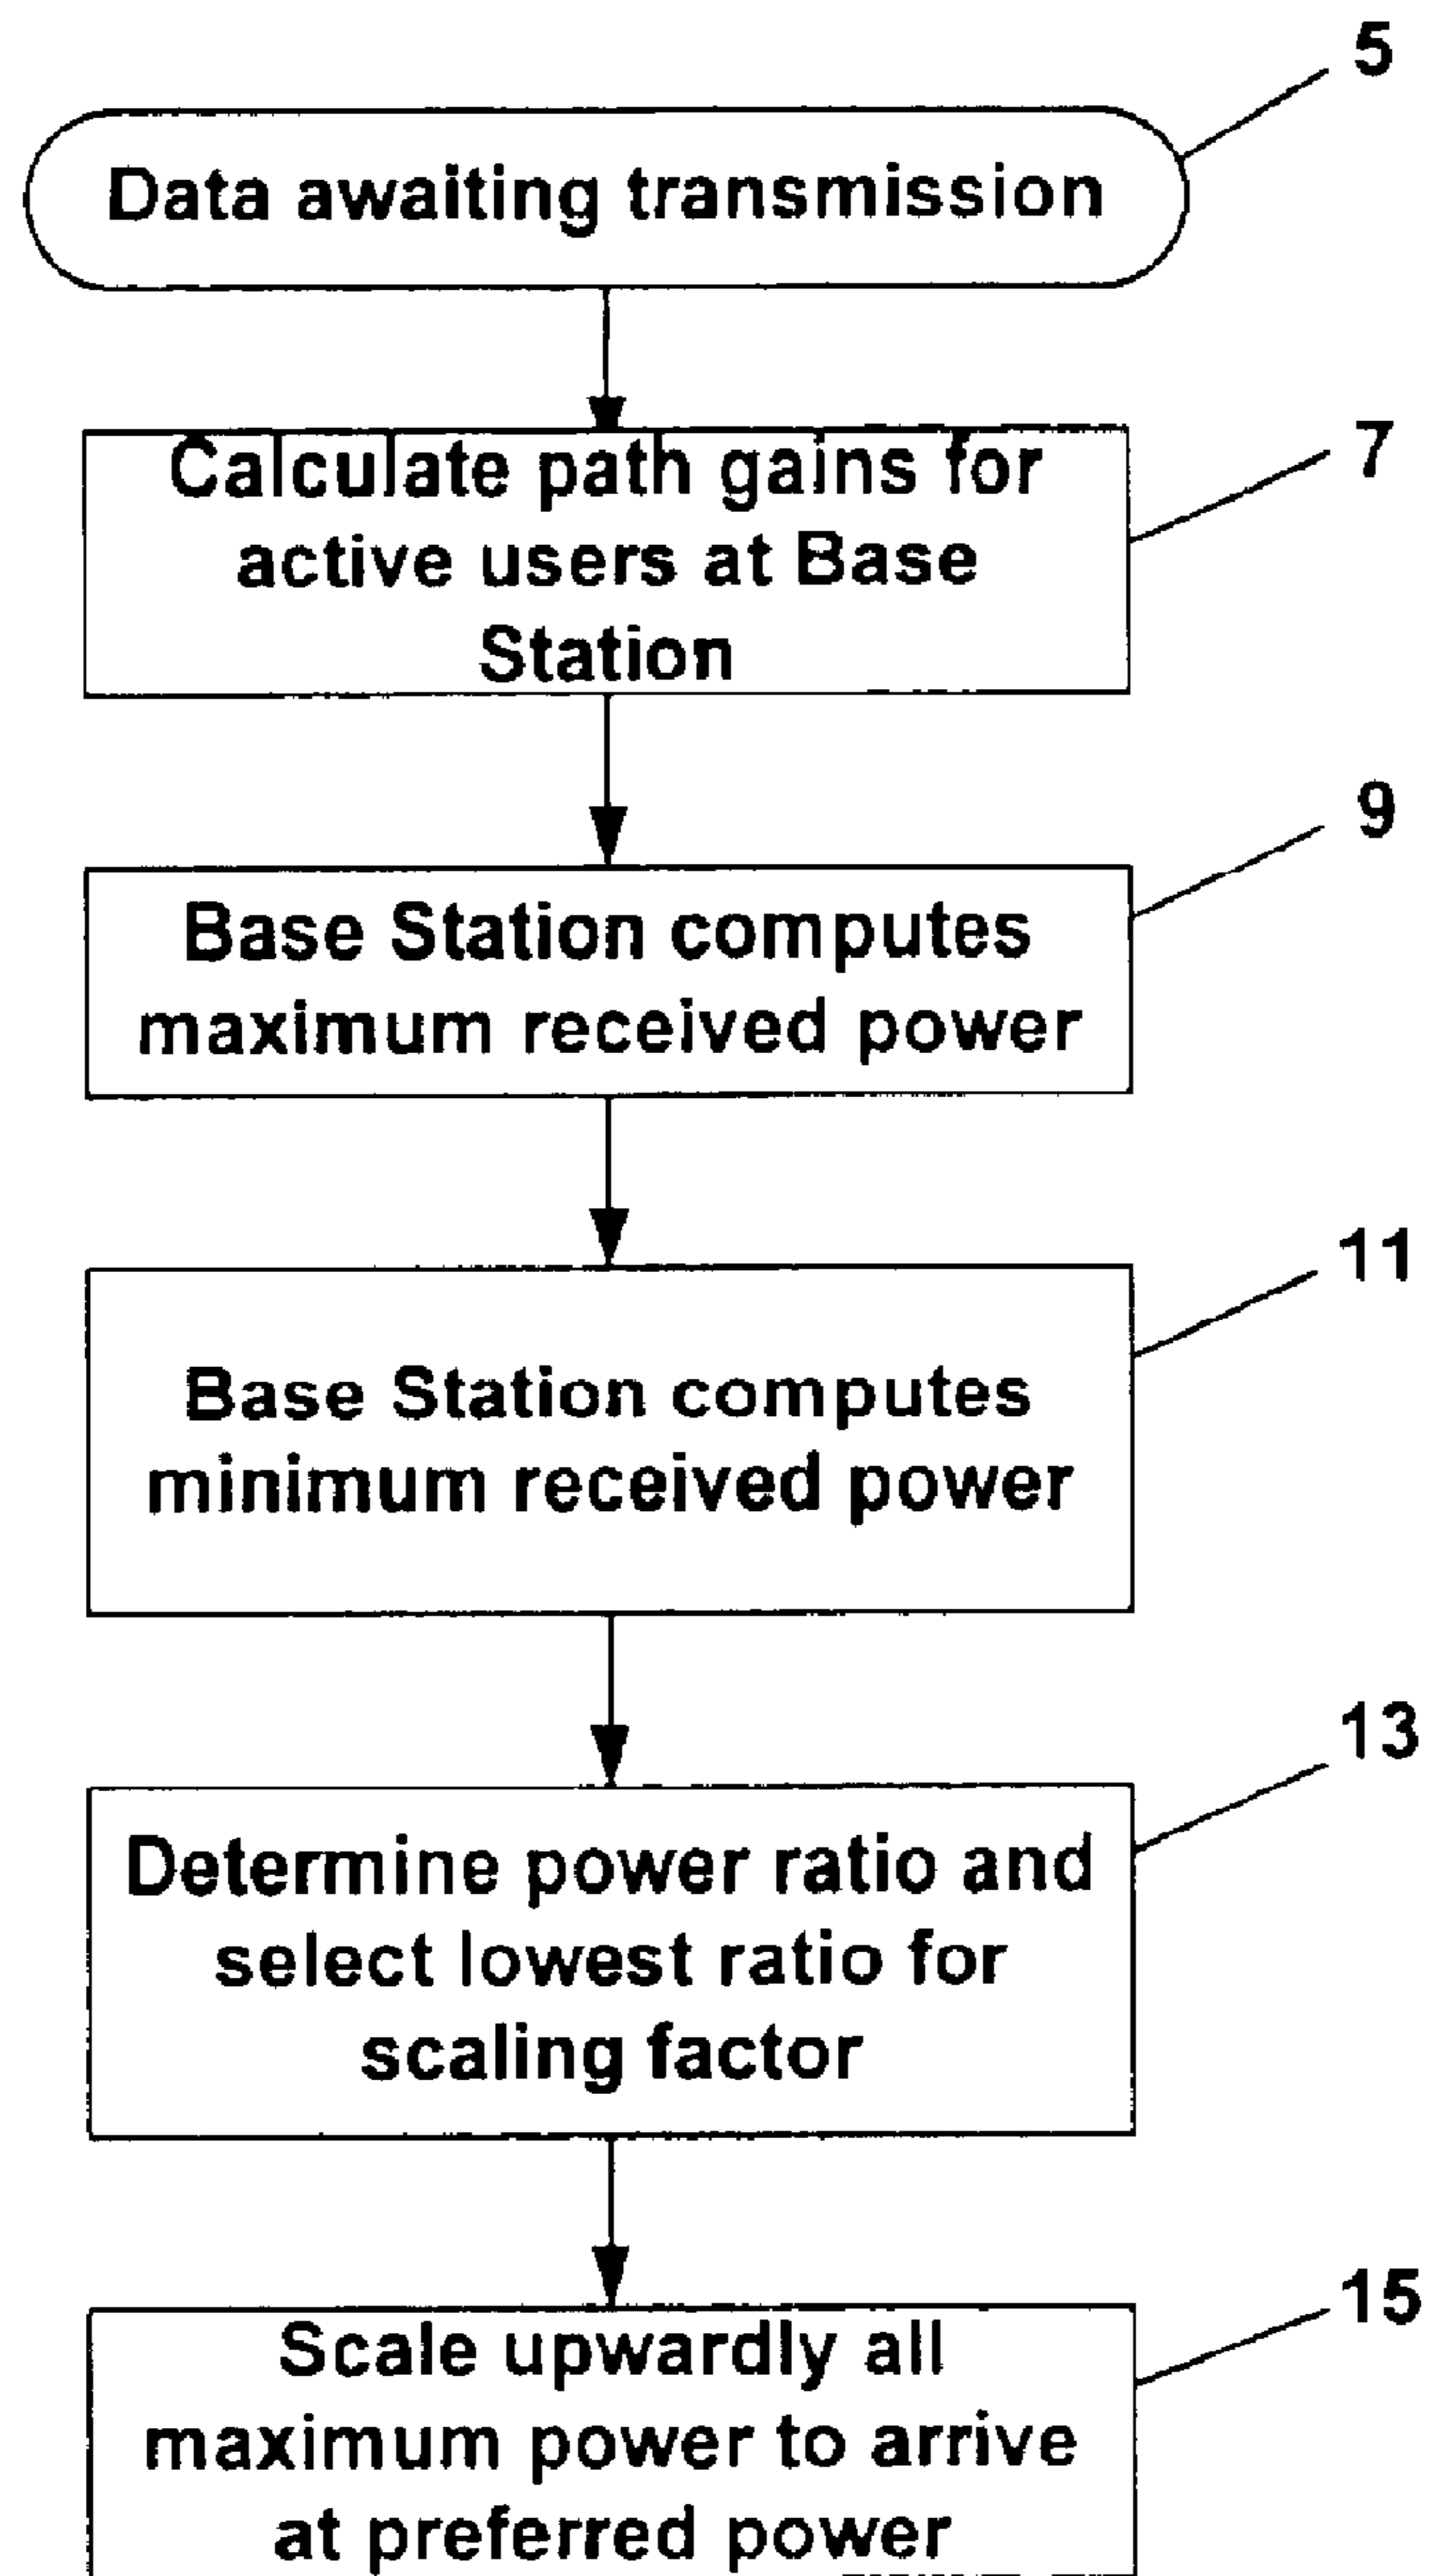 5
Data awaiting transmission
7
Calculate path gains for
active users at Base
Station
9
Base Station computes
maximum received power
11
Base Station computes
minimum received power
13
Determine power ratio and
select lowest ratio for
scaling factor
15
Scale upwardly all
maximum power to arrive
at preferred power